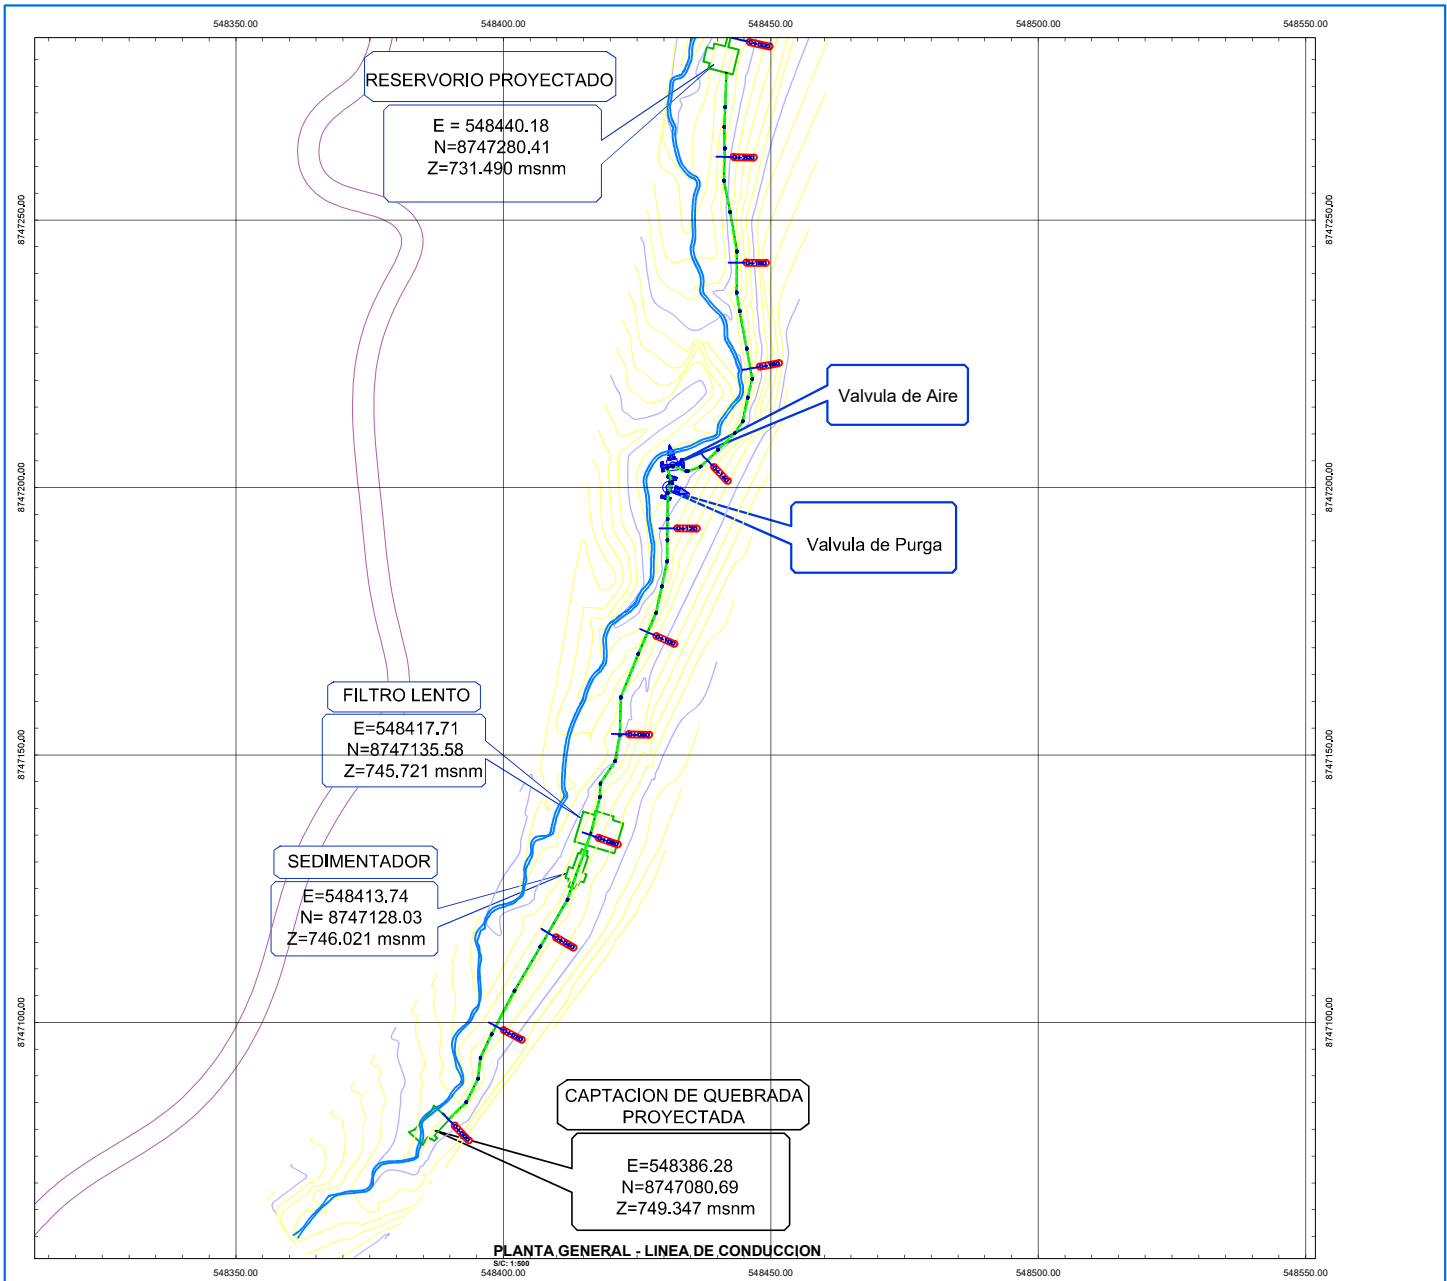 548350.00
548400.00
548450.00
548500.00
548550.00
RESERVORIO PROYECTADO
E = 548440.18
N=8747280.41
Z=731.490 msnm
8747250.00
8747250.00
Valvula de Aire
8747200.00
8747200.00
Valvula de Purga
FILTRO LENTO
E=548417.71
N=8747135.58
Z=745.721 msnm
8747150.00
8747150.00
SEDIMENTADOR
E=548413.74
N= 8747128.03
Z=746.021 msnm
8747100.00
8747100.00
CAPTACION DE QUEBRADA
PROYECTADA
E=548386.28
N=8747080.69
Z=749.347 msnm
PLANTA GENERAL - LINEA DE CONDUCCION
S/C: 1:500
548350.00
548400.00
548450.00
548500.00
548550.00